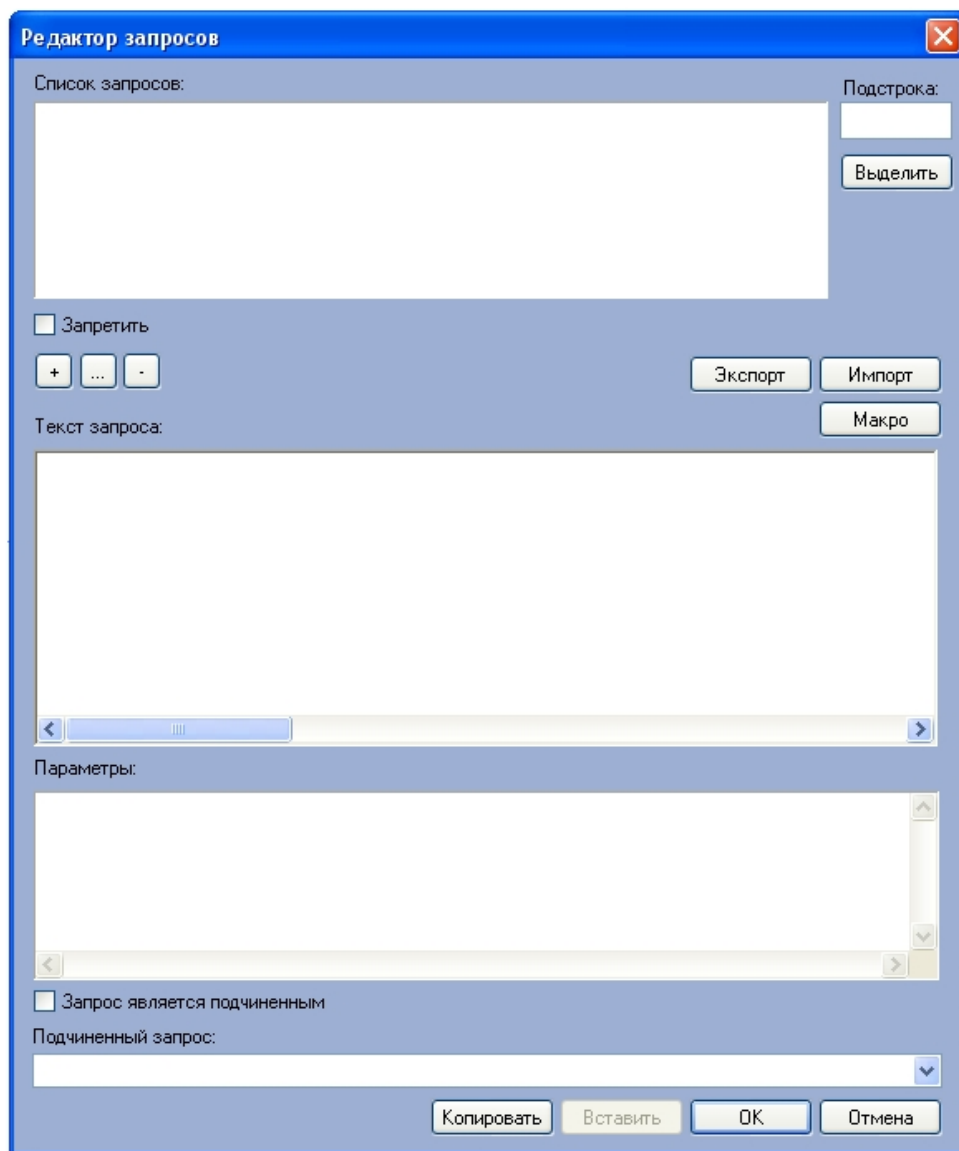 Редактор запросов
Список запросов:
Подстрока:
Выделить
Запретить
+ ... -
Экспорт Импорт
Макро
Текст запроса:
Параметры:
Запрос является подчиненным
Подчиненный запрос:
Копировать Вставить OK Отмена